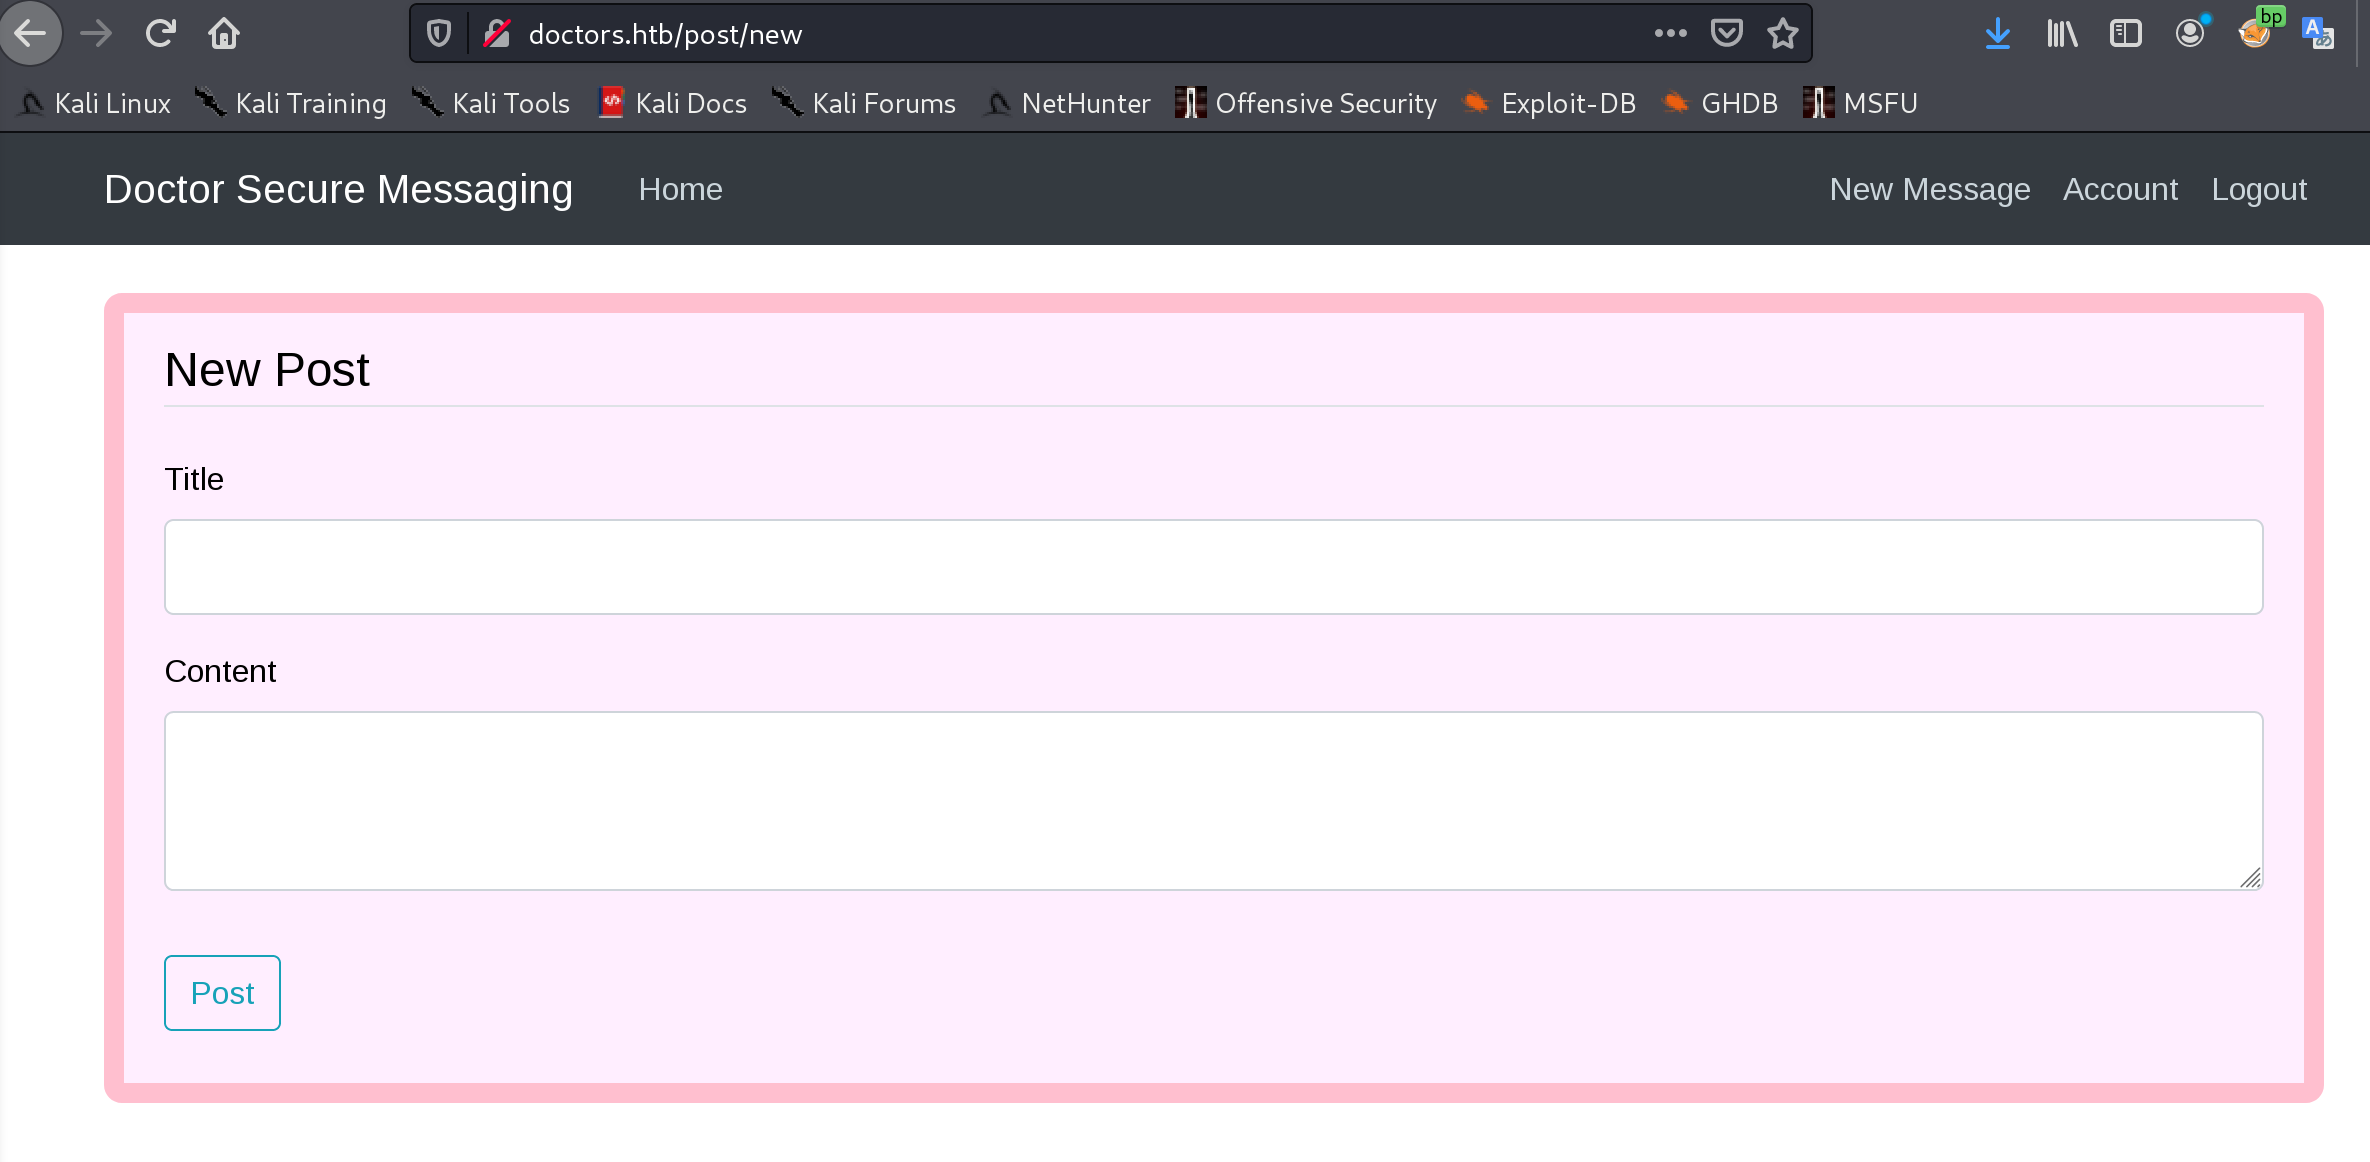 doctors.htb/post/new
bp
Kali Linux Kali Training Kali Tools Kali Docs Kali Forums NetHunter Offensive Security Exploit-DB GHDB MSFU
Doctor Secure Messaging Home New Message Account Logout
New Post
Title
Content
Post